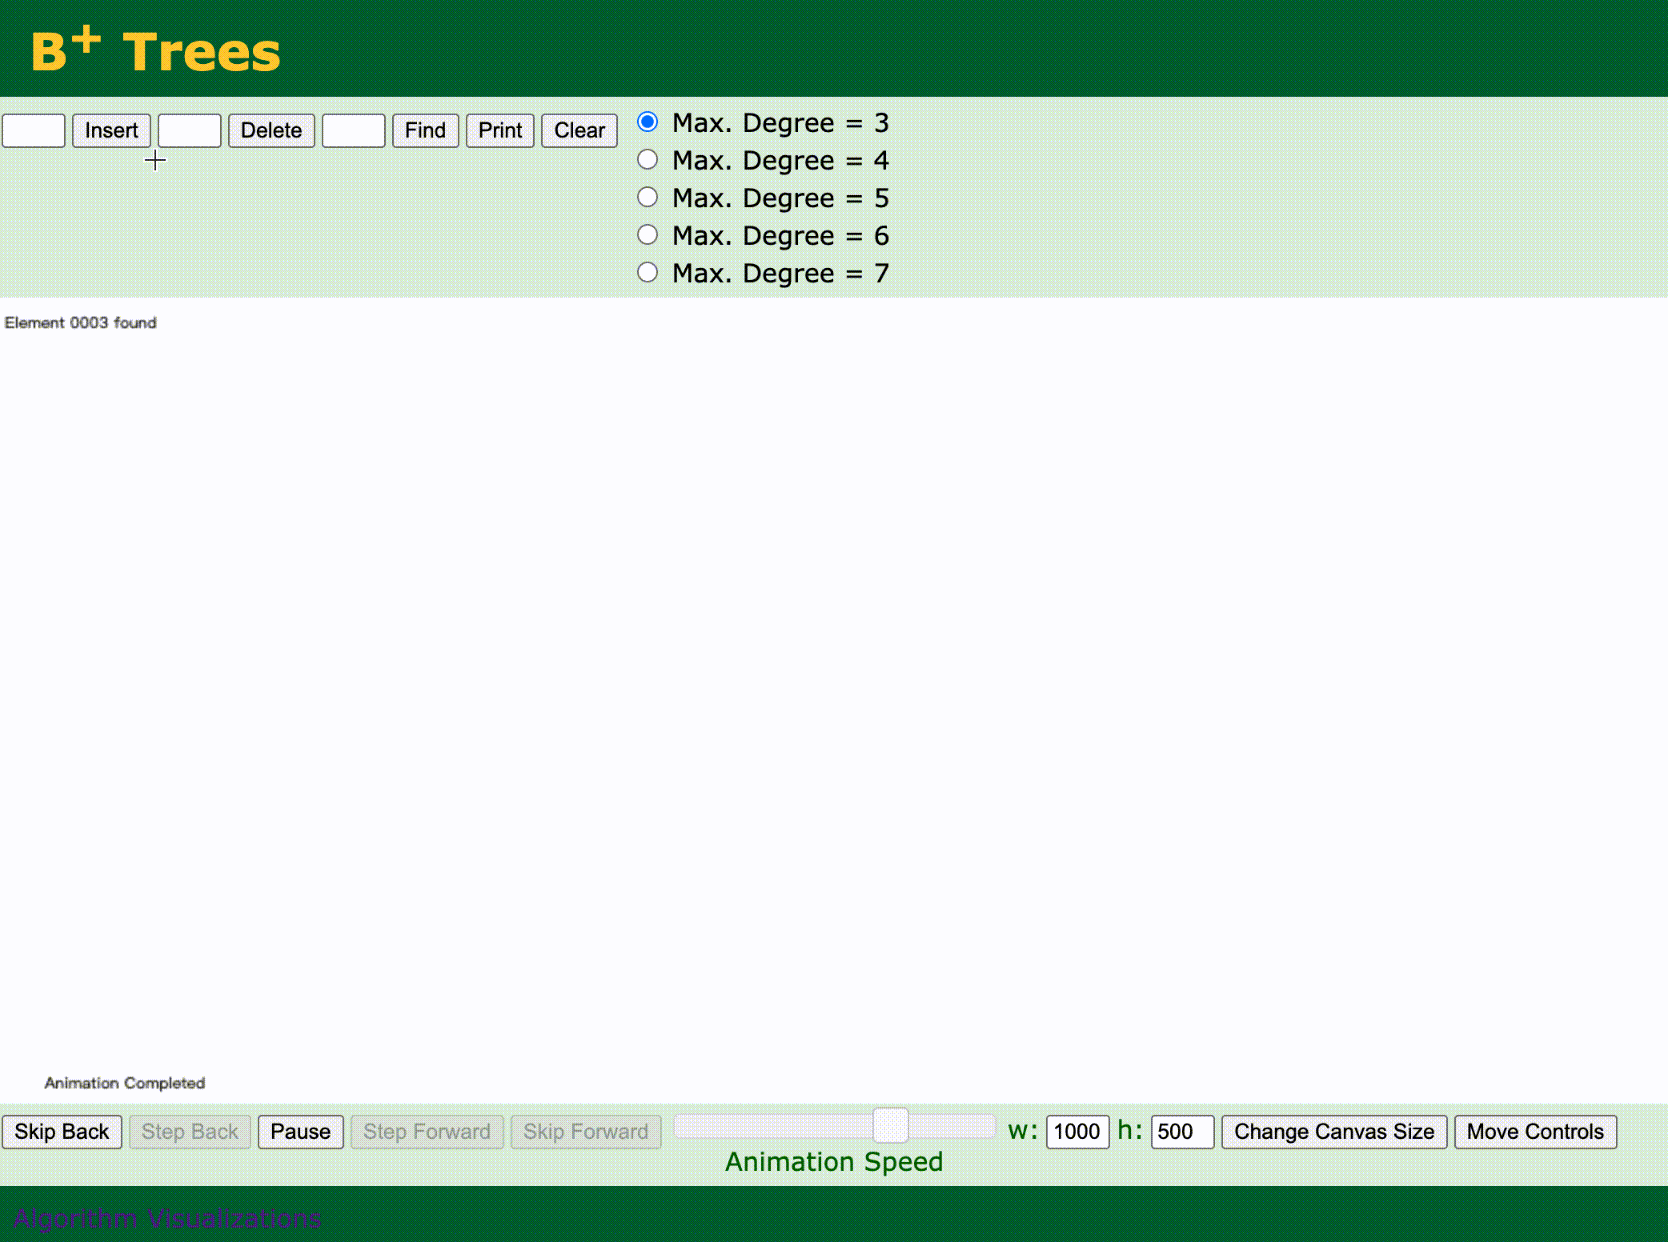 B+ Trees
Insert Delete Find Print Clear
Max. Degree = 3
Max. Degree = 4
Max. Degree = 5
Max. Degree = 6
Max. Degree = 7
Element 0003 found
Animation Completed
Skip Back Step Back Pause Step Forward Skip Forward w: 1000 h: 500 Change Canvas Size Move Controls
Animation Speed
Algorithm Visualizations